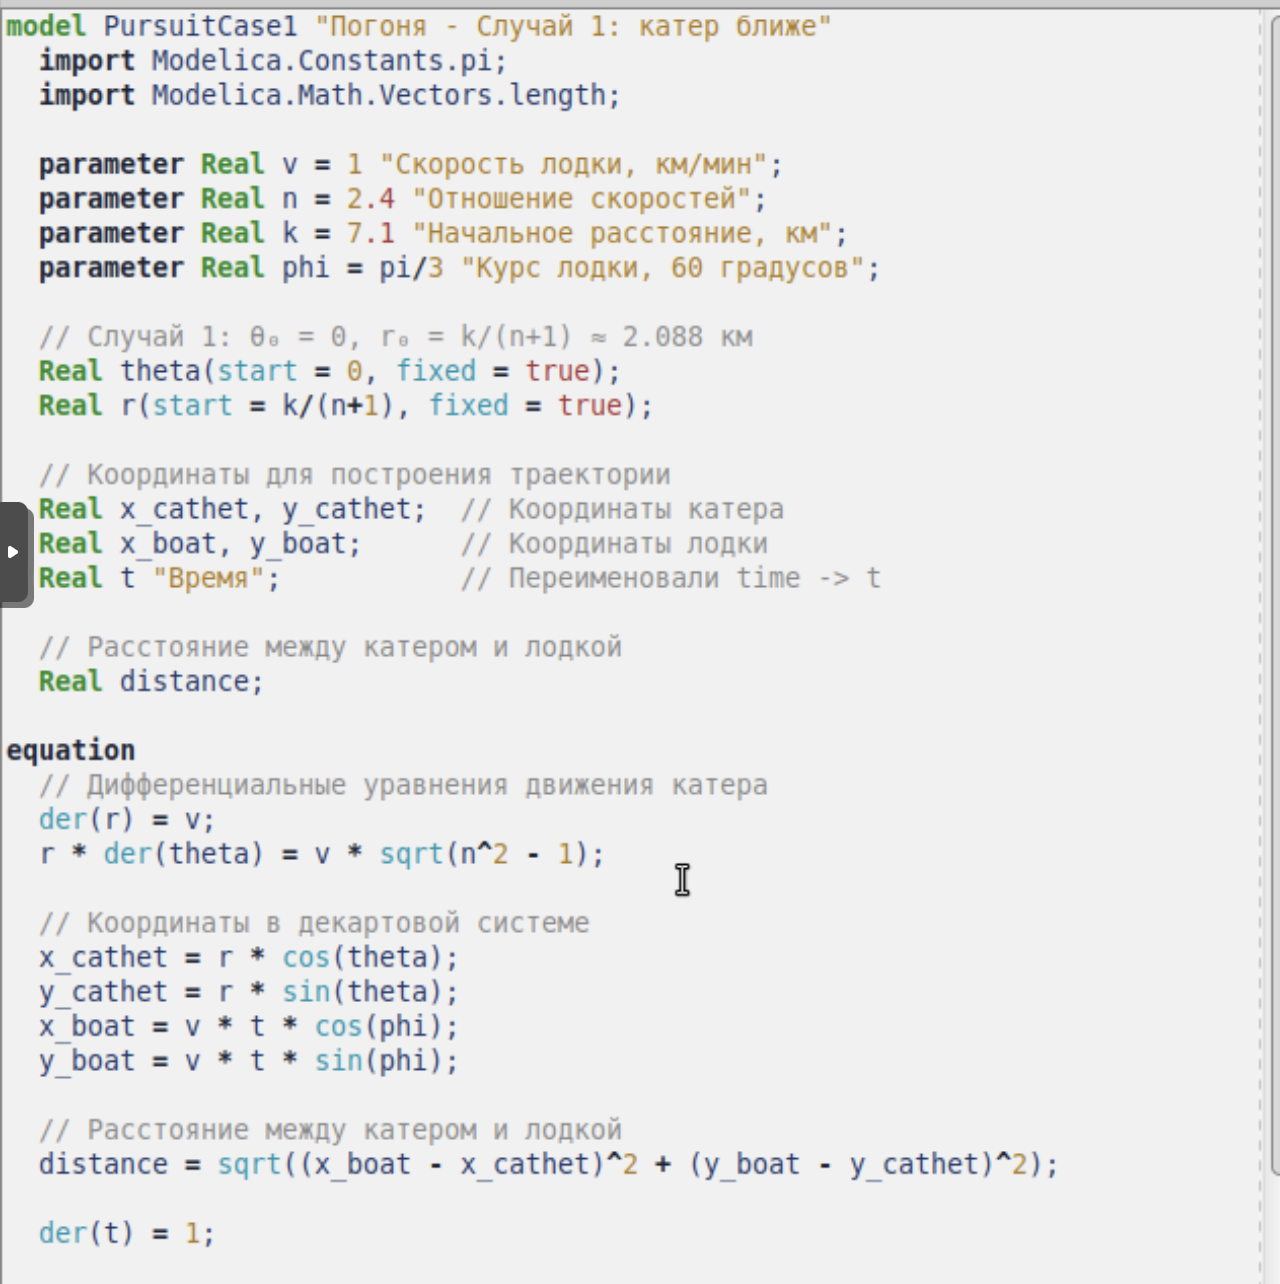 model PursuitCase1 "Погоня - Случай 1: катер ближе"
  import Modelica.Constants.pi;
  import Modelica.Math.Vectors.length;

  parameter Real v = 1 "Скорость лодки, км/мин";
  parameter Real n = 2.4 "Отношение скоростей";
  parameter Real k = 7.1 "Начальное расстояние, км";
  parameter Real phi = pi/3 "Курс лодки, 60 градусов";

  // Случай 1: θ₀ = 0, r₀ = k/(n+1) ≈ 2.088 км
  Real theta(start = 0, fixed = true);
  Real r(start = k/(n+1), fixed = true);

  // Координаты для построения траектории
  Real x_cathet, y_cathet;  // Координаты катера
  Real x_boat, y_boat;      // Координаты лодки
  Real t "Время";           // Переименовали time -> t

  // Расстояние между катером и лодкой
  Real distance;

equation
  // Дифференциальные уравнения движения катера
  der(r) = v;
  r * der(theta) = v * sqrt(n^2 - 1);

  // Координаты в декартовой системе
  x_cathet = r * cos(theta);
  y_cathet = r * sin(theta);
  x_boat = v * t * cos(phi);
  y_boat = v * t * sin(phi);

  // Расстояние между катером и лодкой
  distance = sqrt((x_boat - x_cathet)^2 + (y_boat - y_cathet)^2);

  der(t) = 1;